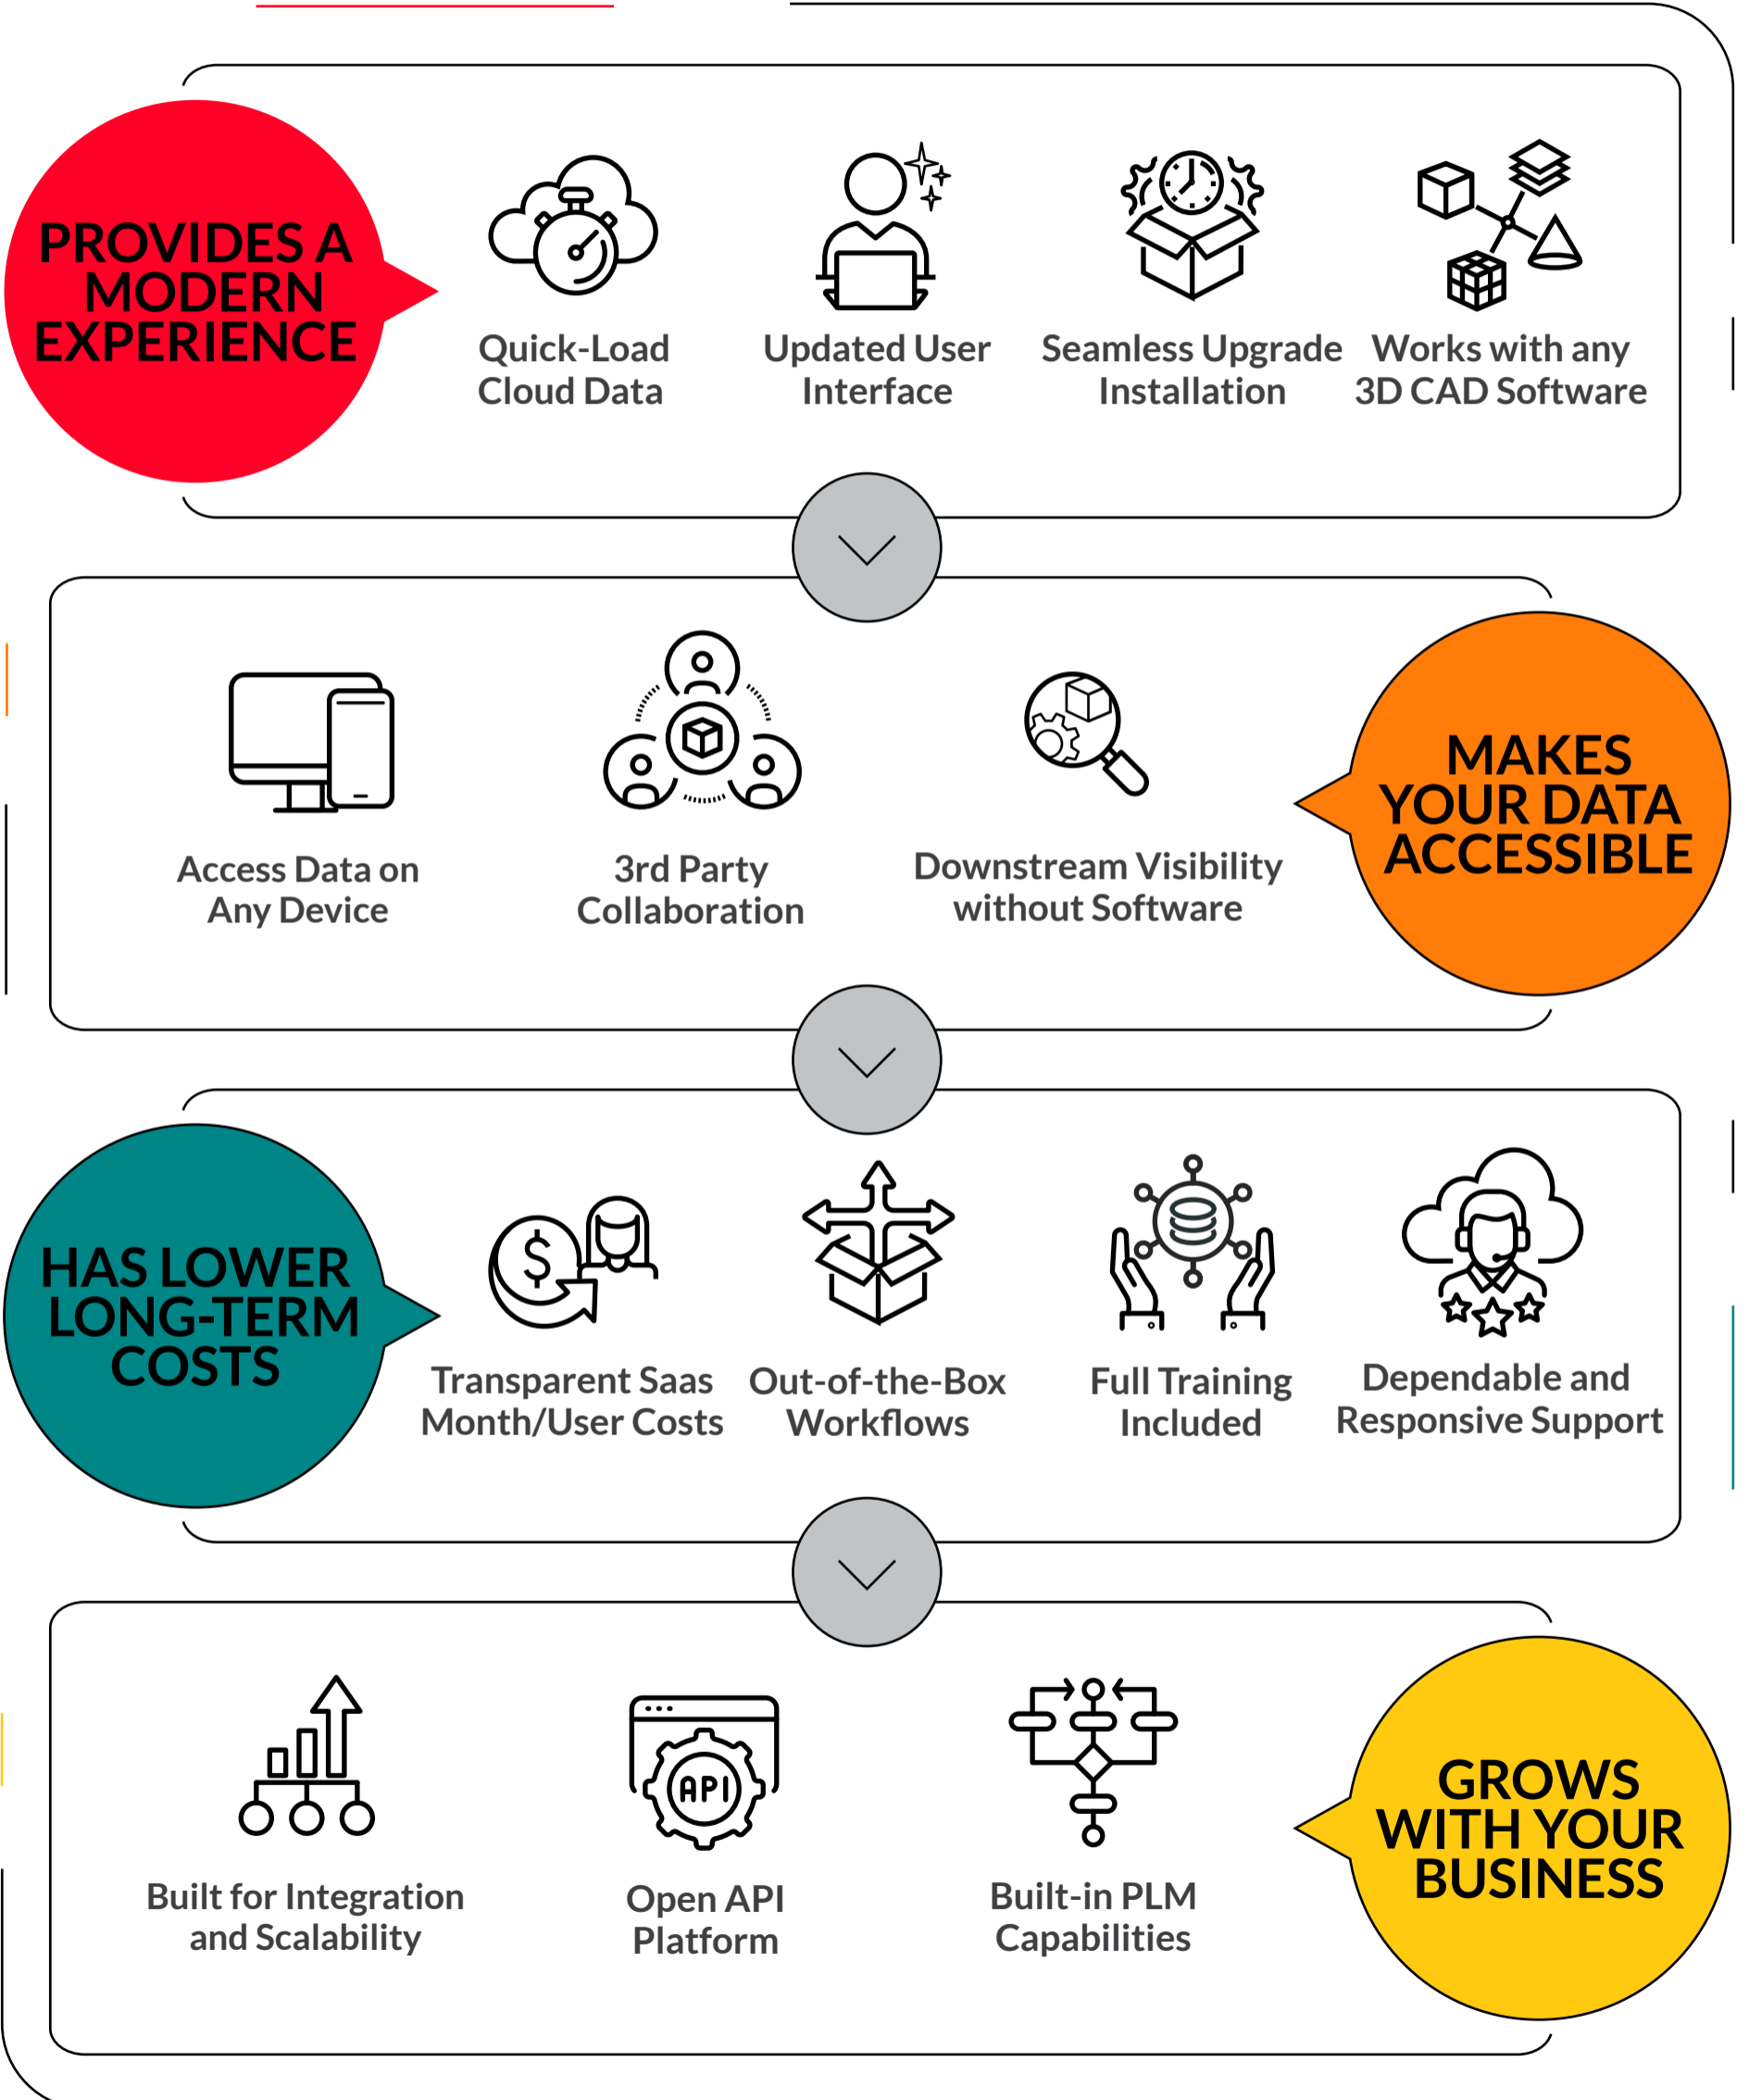 PROVIDES A
MODERN
EXPERIENCE
Quick-Load
Cloud Data
Updated User
Interface
Seamless Upgrade
Installation
Works with any
3D CAD Software
Access Data on
Any Device
3rd Party
Collaboration
Downstream Visibility
without Software
MAKES
YOUR DATA
ACCESSIBLE
HAS LOWER
LONG-TERM
COSTS
$
Transparent Saas
Month/User Costs
Out-of-the-Box
Workflows
Full Training
Included
Dependable and
Responsive Support
Built for Integration
and Scalability
API
Open API
Platform
Built-in PLM
Capabilities
GROWS
WITH YOUR
BUSINESS